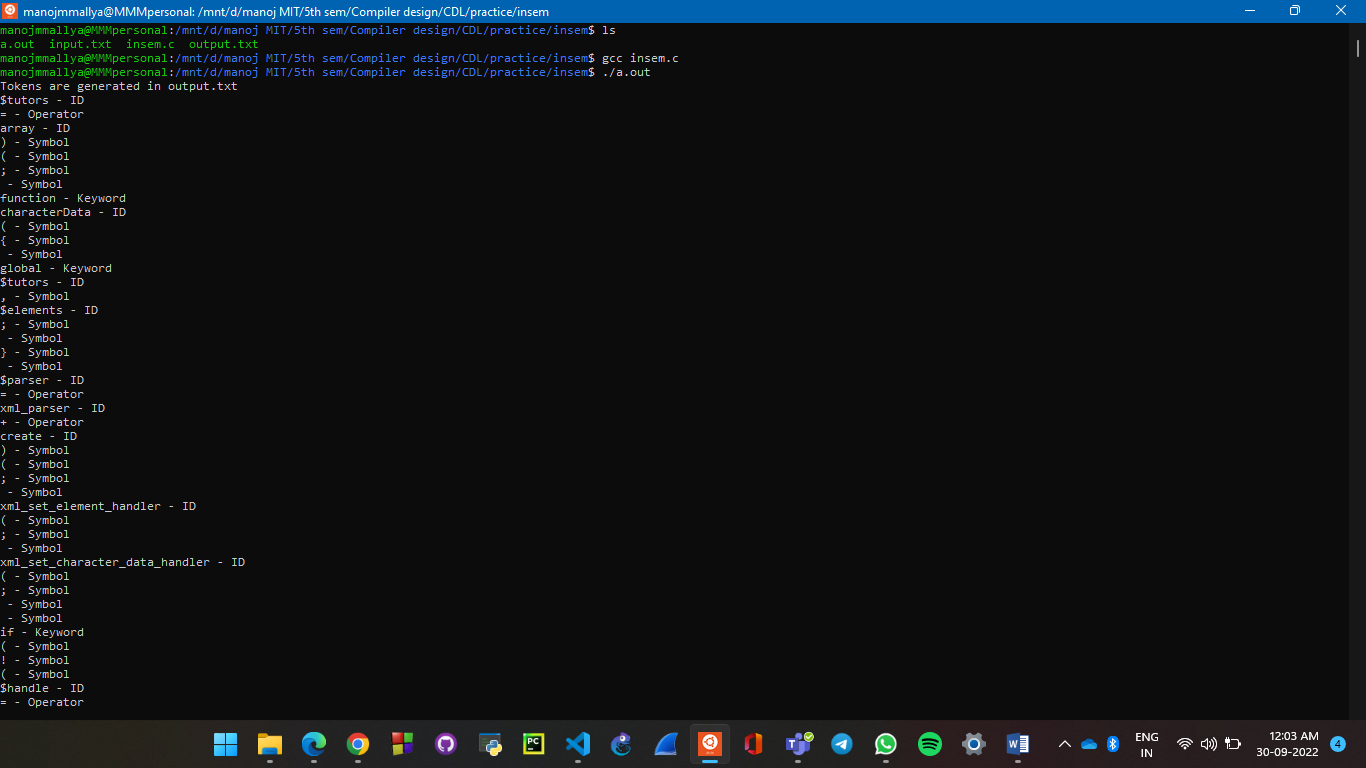 manojmmallya@MMMpersonal: /mnt/d/manoj MIT/5th sem/Compiler design/CDL/practice/insem
manojmmallya@MMMpersonal:/mnt/d/manoj MIT/5th sem/Compiler design/CDL/practice/insem$ ls
a.out  input.txt  insem.c  output.txt
manojmmallya@MMMpersonal:/mnt/d/manoj MIT/5th sem/Compiler design/CDL/practice/insem$ gcc insem.c
manojmmallya@MMMpersonal:/mnt/d/manoj MIT/5th sem/Compiler design/CDL/practice/insem$ ./a.out
Tokens are generated in output.txt
$tutors - ID
= - Operator
array - ID
) - Symbol
( - Symbol
; - Symbol
 - Symbol
function - Keyword
characterData - ID
( - Symbol
{ - Symbol
 - Symbol
global - Keyword
$tutors - ID
, - Symbol
$elements - ID
; - Symbol
 - Symbol
} - Symbol
 - Symbol
$parser - ID
= - Operator
xml_parser - ID
+ - Operator
create - ID
) - Symbol
( - Symbol
; - Symbol
 - Symbol
xml_set_element_handler - ID
( - Symbol
; - Symbol
 - Symbol
xml_set_character_data_handler - ID
( - Symbol
; - Symbol
 - Symbol
 - Symbol
if - Keyword
( - Symbol
! - Symbol
( - Symbol
$handle - ID
= - Operator
PC
W
ENG
IN
12:03 AM
30-09-2022
4